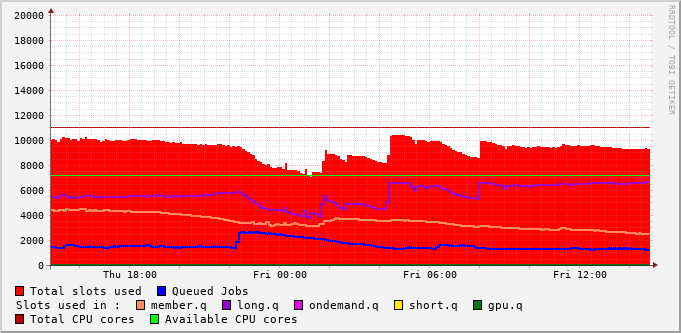 20000
18000
16000
14000
12000
10000
8000
6000
4000
2000
0
Thu 18:00 Fri 00:00 Fri 06:00 Fri 12:00
Total slots used Queued Jobs
Slots used in : member.q long.q ondemand.q short.q gpu.q
Total CPU cores Available CPU cores
RRDTOOL / TOBI OETIKER